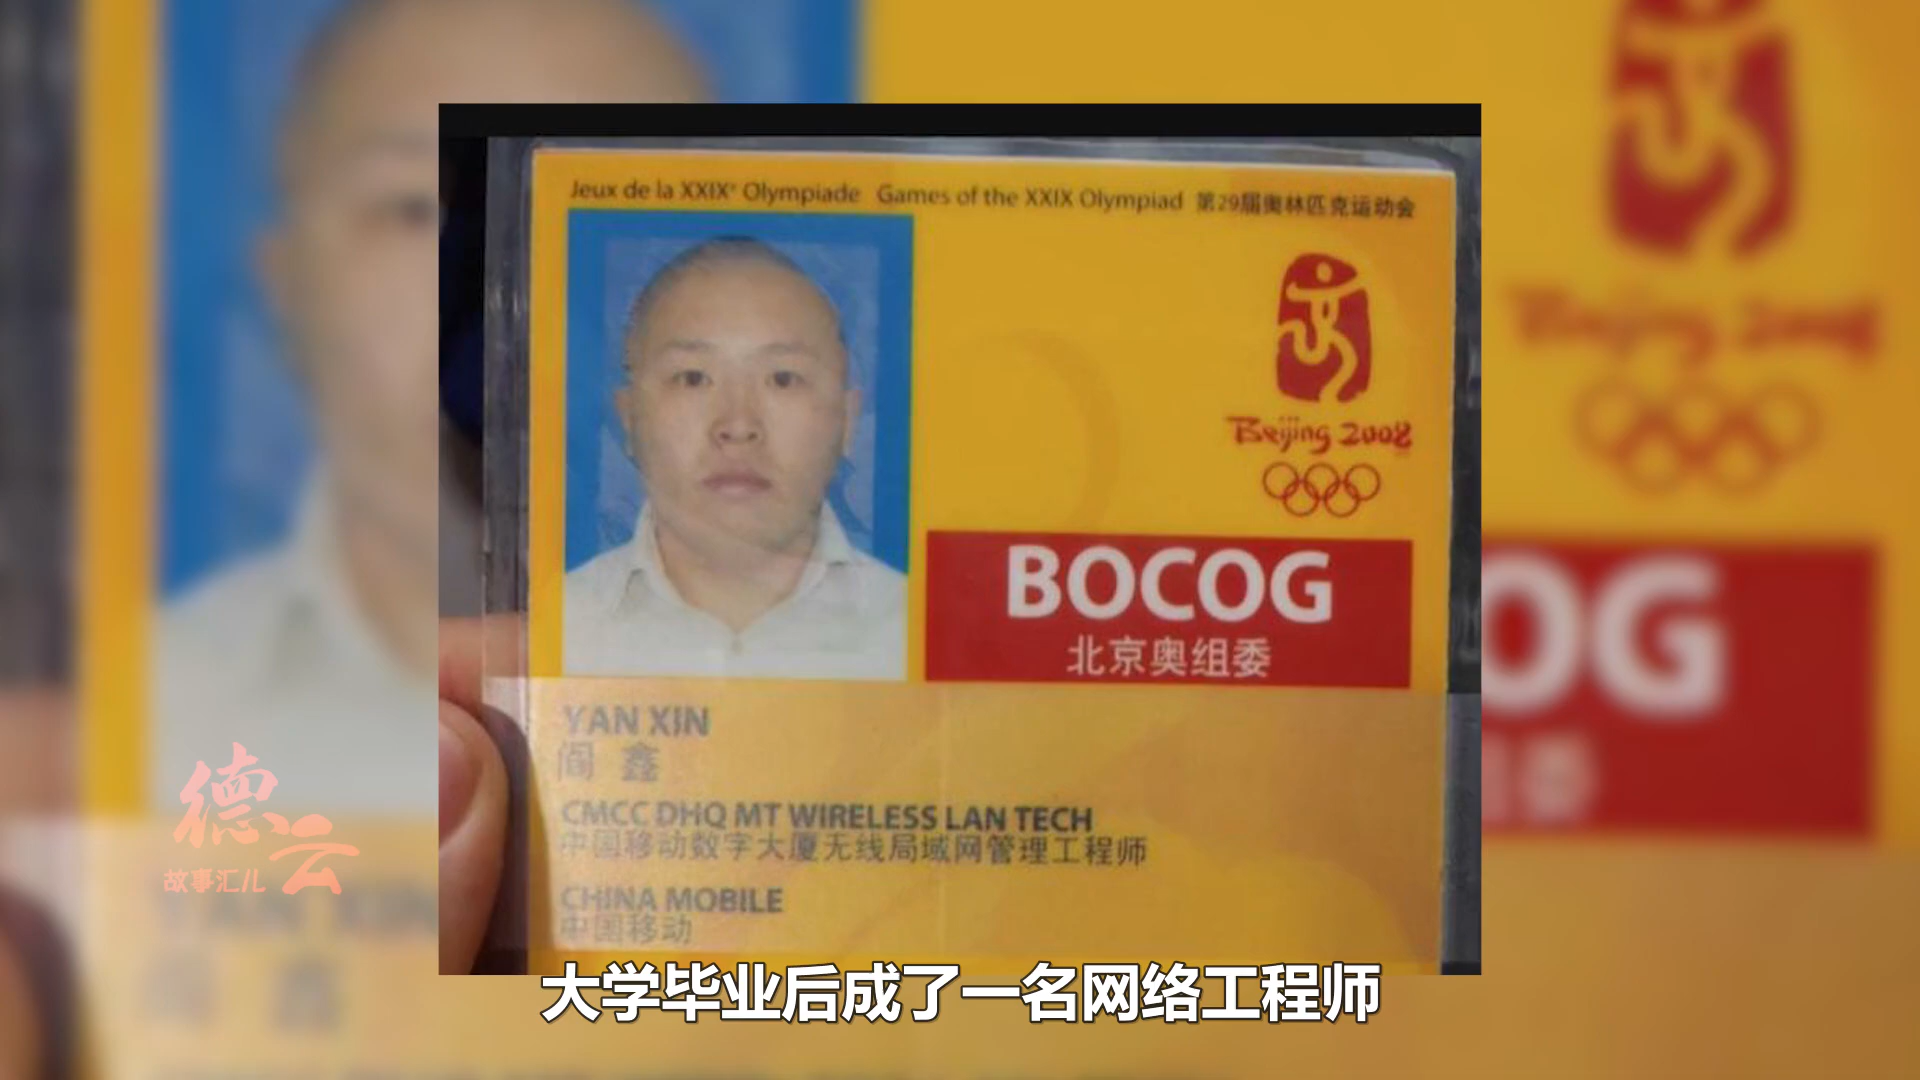 Jeux de la XXIXe Olympiade Games of the XXIX Olympiad 第29届奥林匹克运动会
Beijing 2008
BOCOG
北京奥组委
YAN XIN
阎 鑫
CMCC DHQ MT WIRELESS LAN TECH
中国移动数字大厦无线局域网管理工程师
CHINA MOBILE
中国移动
德云
故事汇儿
大学毕业后成了一名网络工程师